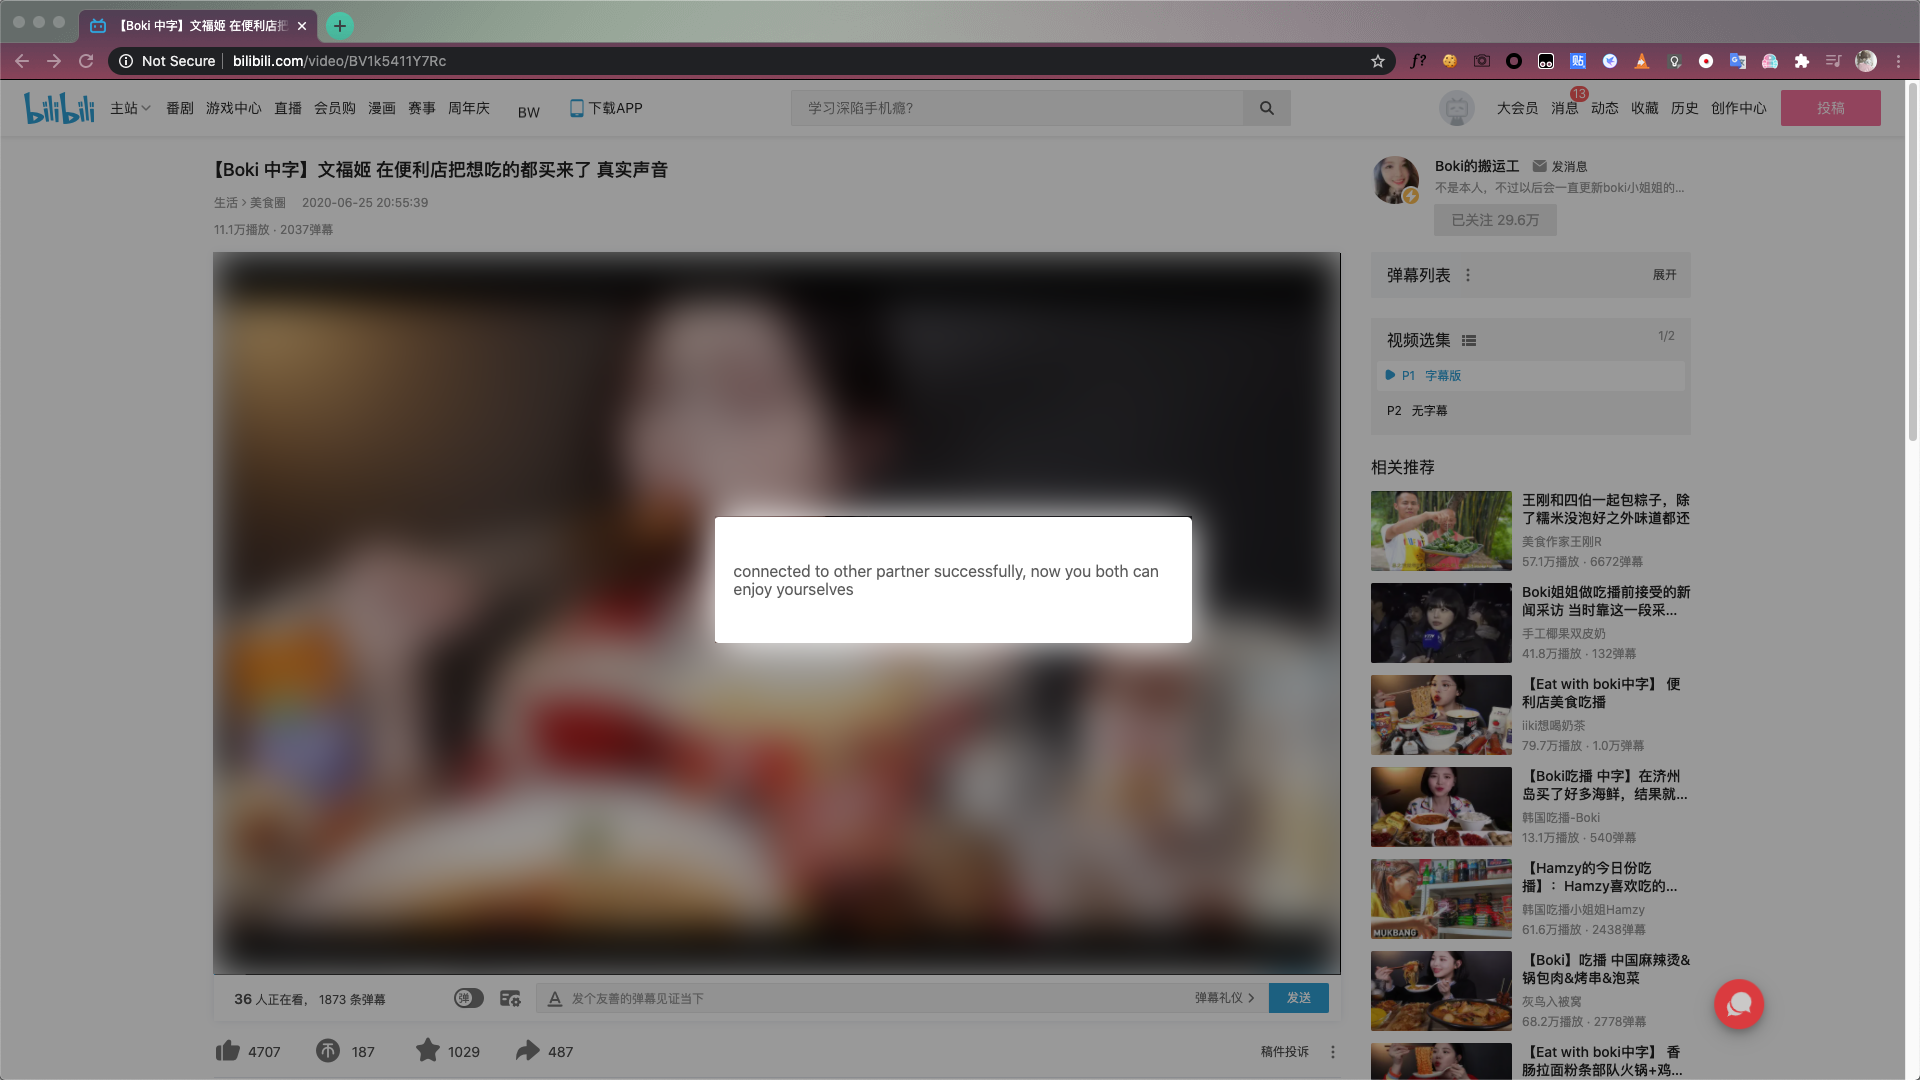 【Boki 中字】文福姬 在便利店把
Not Secure | bilibili.com/video/BV1k5411Y7Rc
bilibili 主站 番剧 游戏中心 直播 会员购 漫画 赛事 周年庆 BW 下载APP
学习深陷手机瘾?
大会员 消息 13 动态 收藏 历史 创作中心 投稿
【Boki 中字】文福姬 在便利店把想吃的都买来了 真实声音
生活 > 美食圈 2020-06-25 20:55:39
11.1万播放 · 2037弹幕
connected to other partner successfully, now you both can
enjoy yourselves
36 人正在看， 1873 条弹幕
弹
发个友善的弹幕见证当下
弹幕礼仪 >
发送
4707 187 1029 487
稿件投诉
Boki的搬运工 发消息
不是本人，不过以后会一直更新boki小姐姐的...
已关注 29.6万
弹幕列表
展开
视频选集
1/2
P1 字幕版
P2 无字幕
相关推荐
王刚和四伯一起包粽子，除
了糯米没泡好之外味道都还
美食作家王刚R
57.1万播放 · 6672弹幕
Boki姐姐做吃播前接受的新
闻采访 当时靠这一段采...
手工椰果双皮奶
41.8万播放 · 132弹幕
【Eat with boki中字】 便
利店美食吃播
iiki想喝奶茶
79.7万播放 · 1.0万弹幕
【Boki吃播 中字】在济州
岛买了好多海鲜，结果就...
韩国吃播-Boki
13.1万播放 · 540弹幕
MUKBANG
【Hamzy的今日份吃
播】：Hamzy喜欢吃的...
韩国吃播小姐姐Hamzy
61.6万播放 · 2438弹幕
【Boki】吃播 中国麻辣烫&
锅包肉&烤串&泡菜
灰鸟入被窝
68.2万播放 · 2778弹幕
【Eat with boki中字】 香
肠拉面粉条部队火锅+鸡...